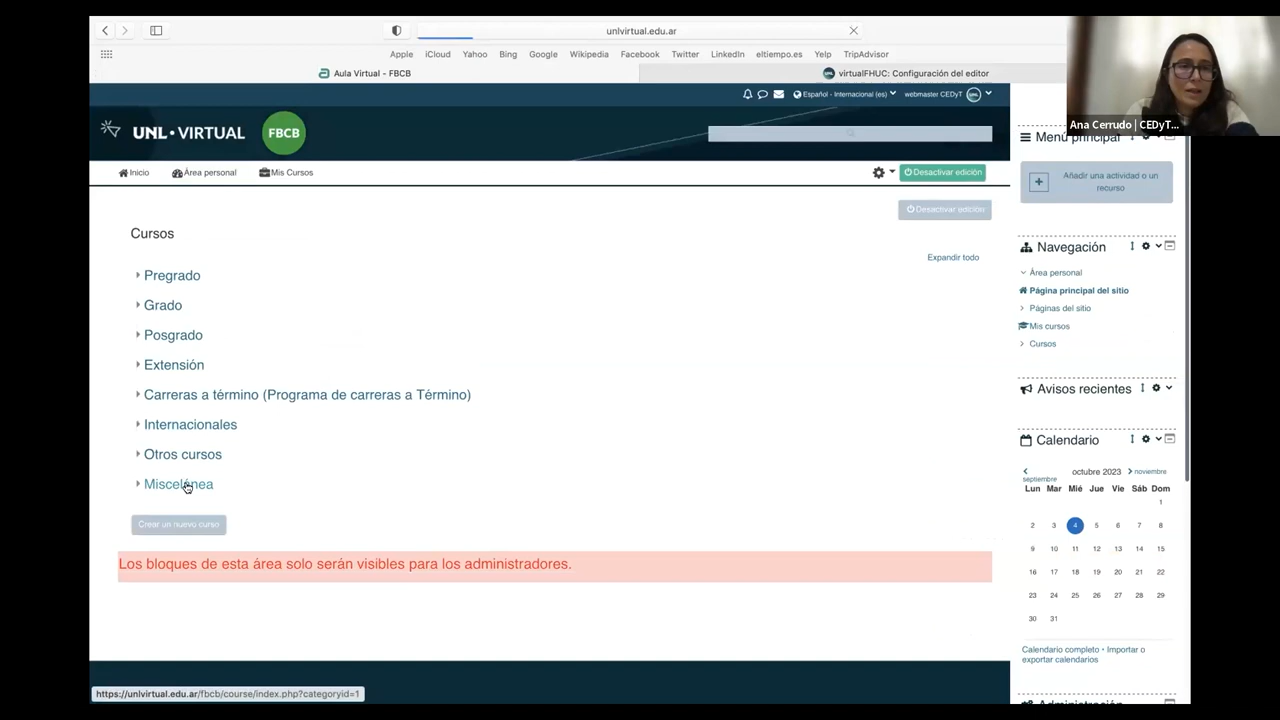 unlvirtual.edu.ar
Apple iCloud Yahoo Bing Google Wikipedia Facebook Twitter LinkedIn eltiempo.es Yelp TripAdvisor
Aula Virtual - FBCB
virtualFHUC: Configuración del editor
Español - Internacional (es)
webmaster CEDyT
UNL
UNL•VIRTUAL
FBCB
Ana Cerrudo | CEDyT...
Inicio
Área personal
Mis Cursos
Desactivar edición
Desactivar edición
Cursos
Expandir todo
Pregrado
Grado
Posgrado
Extensión
Carreras a término (Programa de carreras a Término)
Internacionales
Otros cursos
Miscelánea
Crear un nuevo curso
Los bloques de esta área solo serán visibles para los administradores.
https://unlvirtual.edu.ar/fbcb/course/index.php?categoryid=1
Menú principal
Añadir una actividad o un
recurso
Navegación
Área personal
Página principal del sitio
Páginas del sitio
Mis cursos
Cursos
Avisos recientes
Calendario
septiembre
octubre 2023
noviembre
Lun Mar Mié Jue Vie Sáb Dom
1
2 3 4 5 6 7 8
9 10 11 12 13 14 15
16 17 18 19 20 21 22
23 24 25 26 27 28 29
30 31
Calendario completo • Importar o
exportar calendarios
Administración